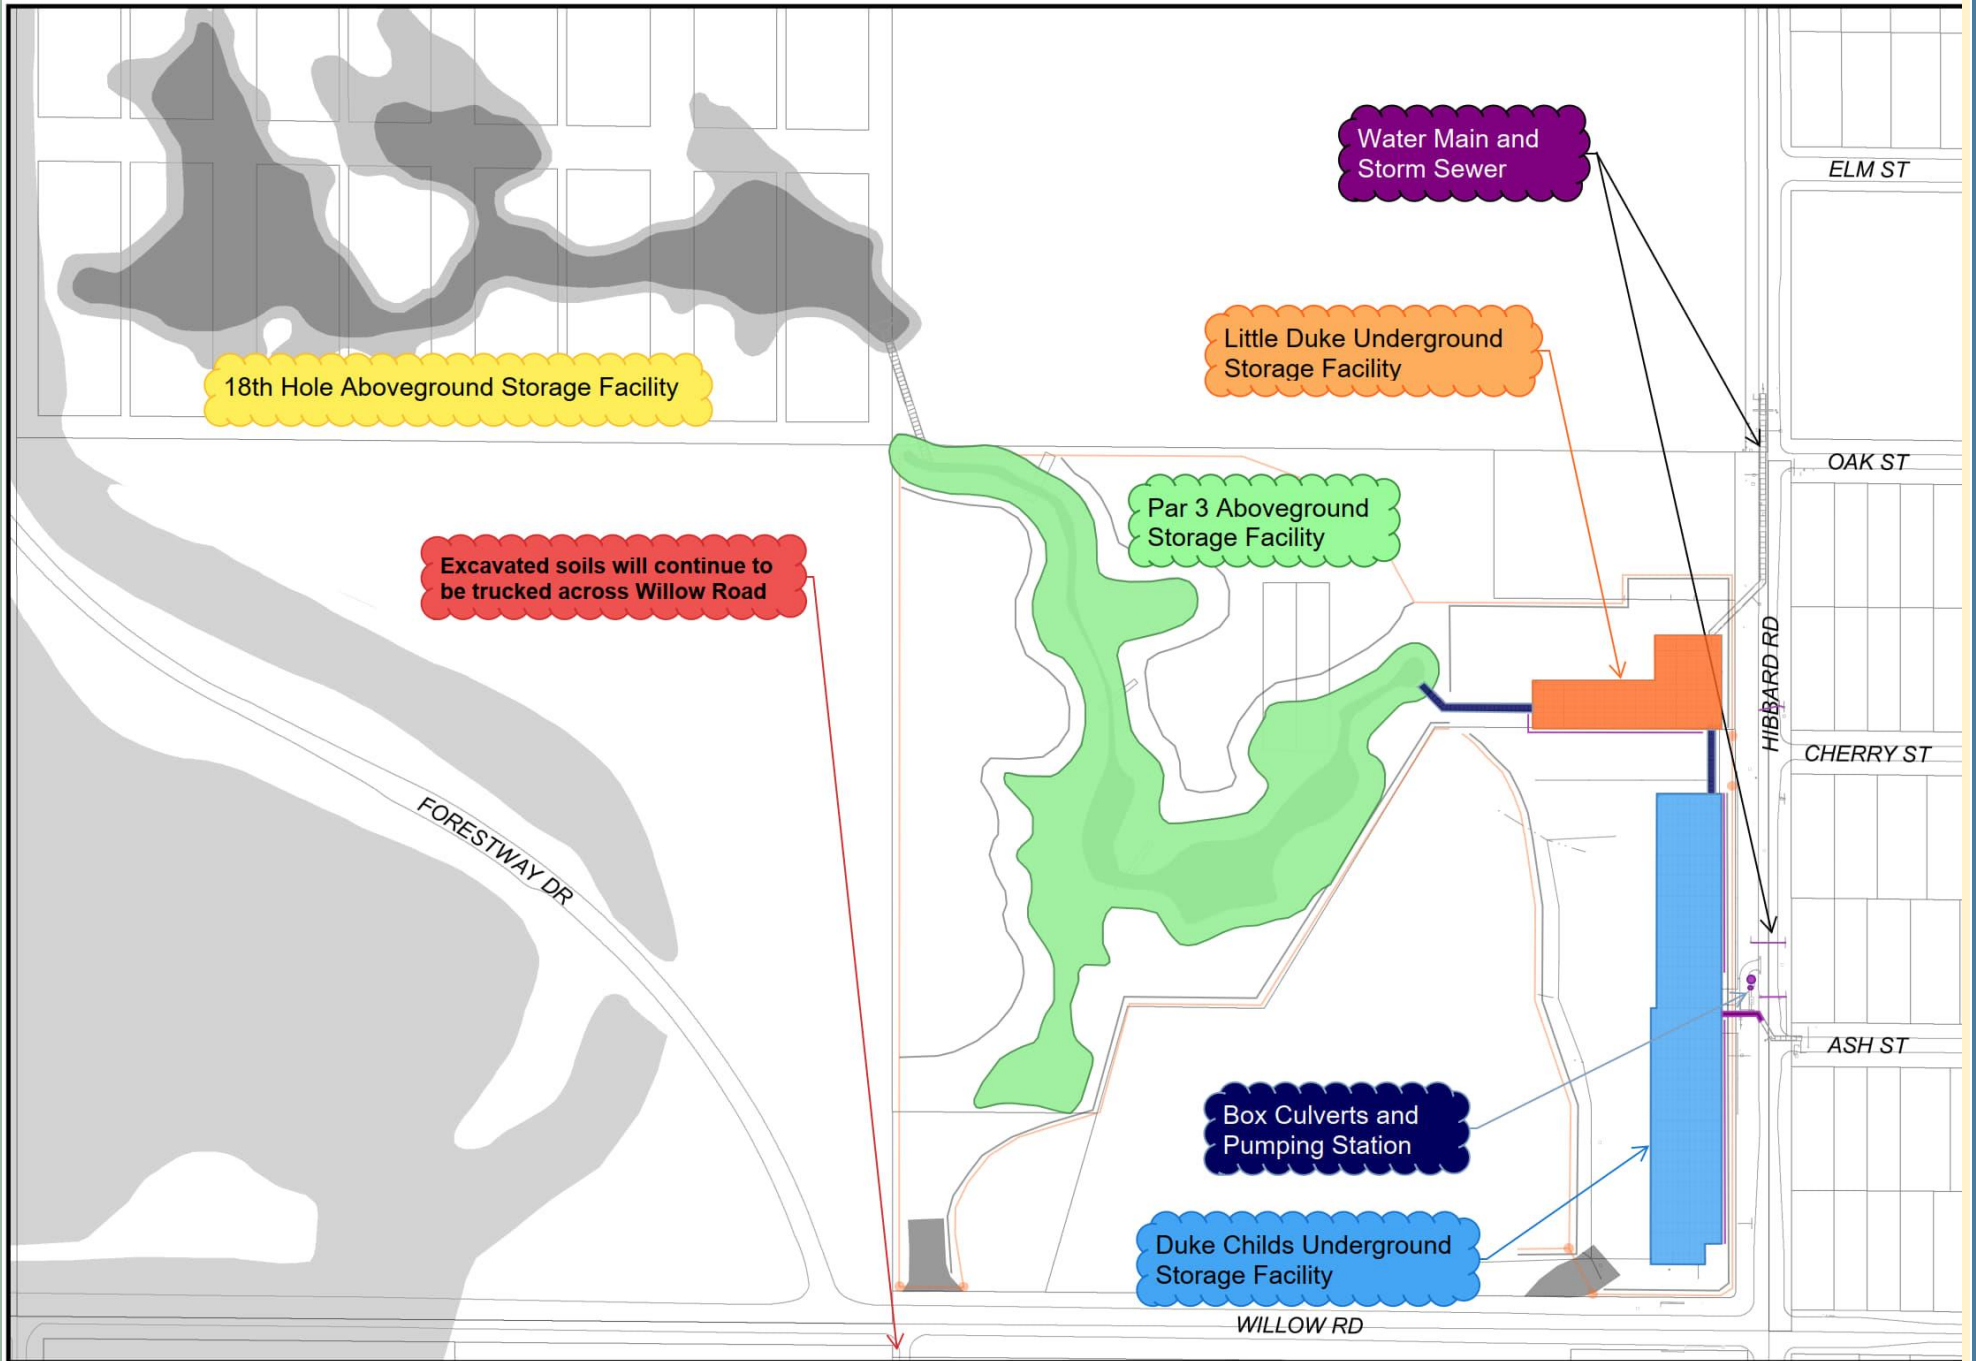 Water Main and
Storm Sewer
ELM ST
Little Duke Underground
Storage Facility
18th Hole Aboveground Storage Facility
OAK ST
Par 3 Aboveground
Storage Facility
Excavated soils will continue to
be trucked across Willow Road
HIBBARD RD
CHERRY ST
FORESTWAY DR
ASH ST
Box Culverts and
Pumping Station
Duke Childs Underground
Storage Facility
WILLOW RD